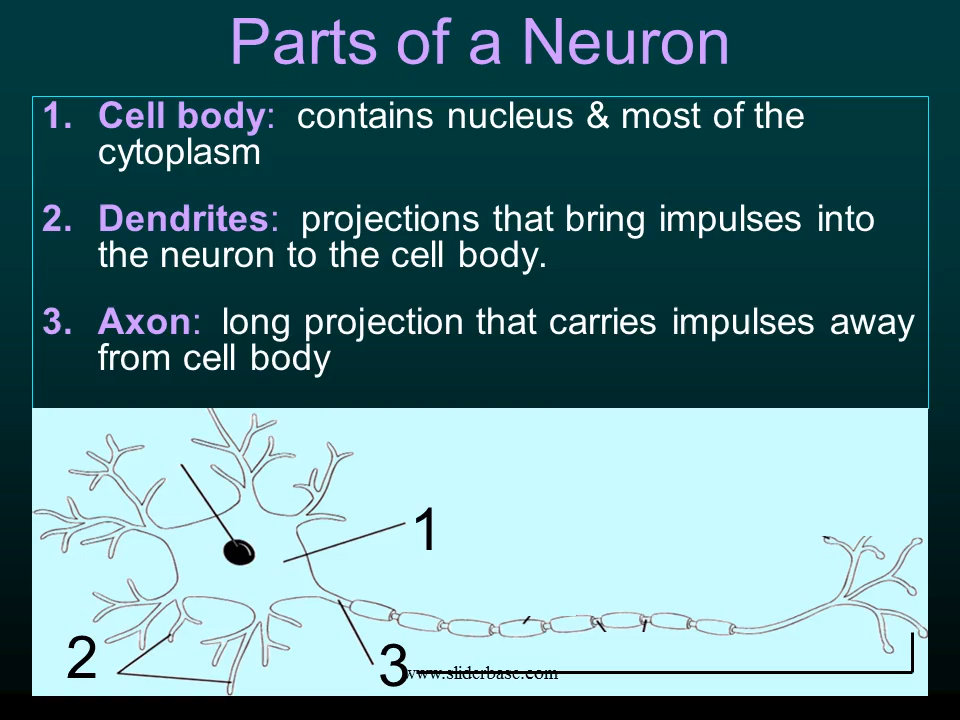 Parts of a Neuron
1. Cell body: contains nucleus & most of the
cytoplasm
2. Dendrites: projections that bring impulses into
the neuron to the cell body.
3. Axon: long projection that carries impulses away
from cell body
1
2
3
www.sliderbase.com